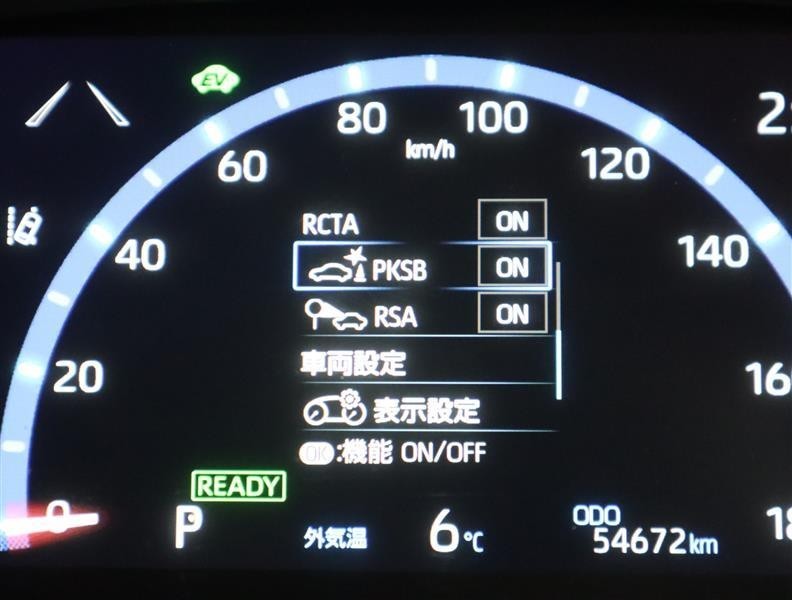 EV
80 100
km/h
60 120
40 140
20
0
RCTA ON
PKSB ON
RSA ON
車両設定
表示設定
OK:機能 ON/OFF
READY
P
外気温 6℃
ODO
54672km